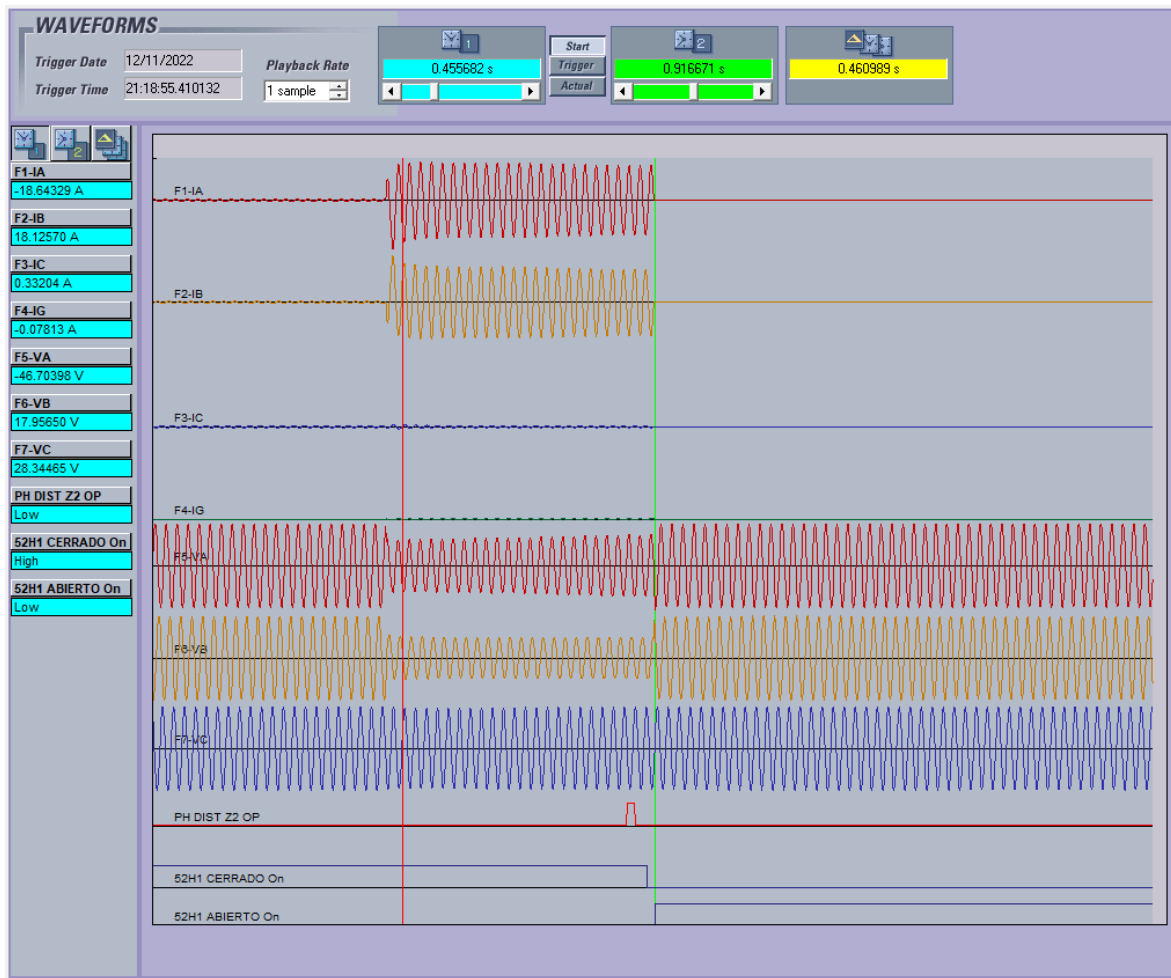 WAVEFORMS
Trigger Date 12/11/2022
Trigger Time 21:18:55.410132
Playback Rate
1 sample
1
0.455682 s
Start
Trigger
Actual
2
0.916671 s
0.460989 s
1
2
F1-IA
-18.64329 A
F2-IB
18.12570 A
F3-IC
0.33204 A
F4-IG
-0.07813 A
F5-VA
-46.70398 V
F6-VB
17.95650 V
F7-VC
28.34465 V
PH DIST Z2 OP
Low
52H1 CERRADO On
High
52H1 ABIERTO On
Low
F1-IA
F2-IB
F3-IC
F4-IG
F5-VA
F6-VB
F7-VC
PH DIST Z2 OP
52H1 CERRADO On
52H1 ABIERTO On